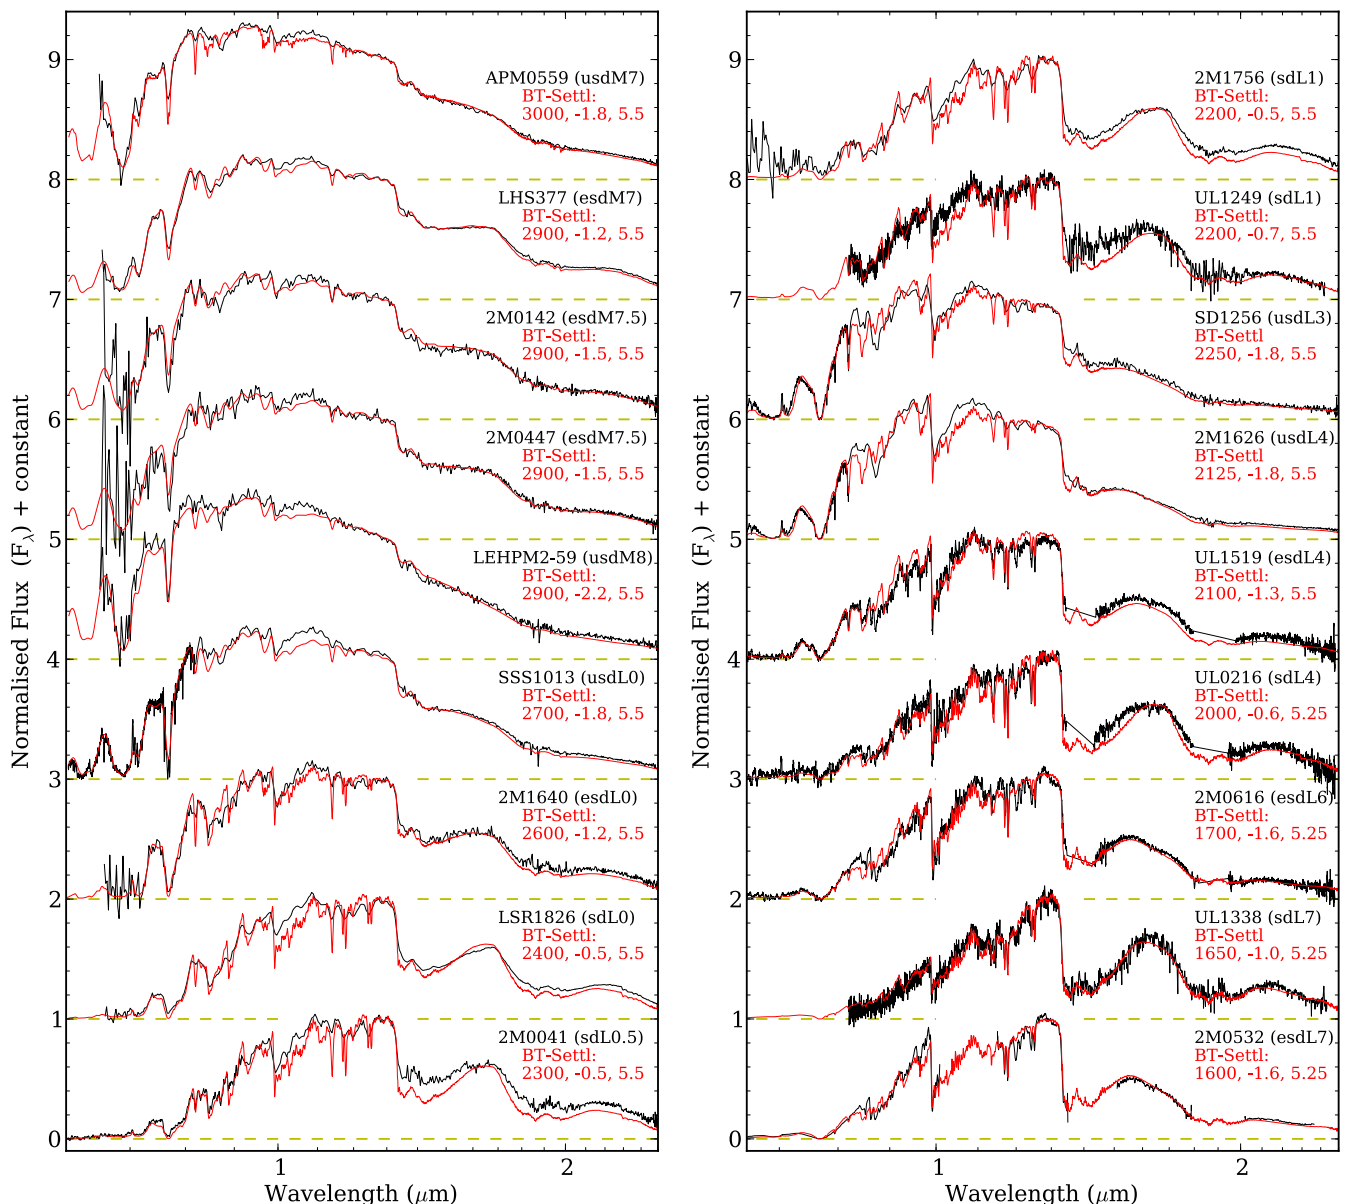 Normalised Flux (Fλ) + constant
9
8
7
6
5
4
3
2
1
0
APM0559 (usdM7)
BT-Settl:
3000, -1.8, 5.5
LHS377 (esdM7)
BT-Settl:
2900, -1.2, 5.5
2M0142 (esdM7.5)
BT-Settl:
2900, -1.5, 5.5
2M0447 (esdM7.5)
BT-Settl:
2900, -1.5, 5.5
LEHPM2-59 (usdM8)
BT-Settl:
2900, -2.2, 5.5
SSS1013 (usdL0)
BT-Settl:
2700, -1.8, 5.5
2M1640 (esdL0)
BT-Settl:
2600, -1.2, 5.5
LSR1826 (sdL0)
BT-Settl:
2400, -0.5, 5.5
2M0041 (sdL0.5)
BT-Settl:
2300, -0.5, 5.5
1
2
Wavelength (μm)
Normalised Flux (Fλ) + constant
9
8
7
6
5
4
3
2
1
0
2M1756 (sdL1)
BT-Settl:
2200, -0.5, 5.5
UL1249 (sdL1)
BT-Settl:
2200, -0.7, 5.5
SD1256 (usdL3)
BT-Settl
2250, -1.8, 5.5
2M1626 (usdL4)
BT-Settl
2125, -1.8, 5.5
UL1519 (esdL4)
BT-Settl:
2100, -1.3, 5.5
UL0216 (sdL4)
BT-Settl:
2000, -0.6, 5.25
2M0616 (esdL6)
BT-Settl:
1700, -1.6, 5.25
UL1338 (sdL7)
BT-Settl
1650, -1.0, 5.25
2M0532 (esdL7)
BT-Settl:
1600, -1.6, 5.25
1
2
Wavelength (μm)